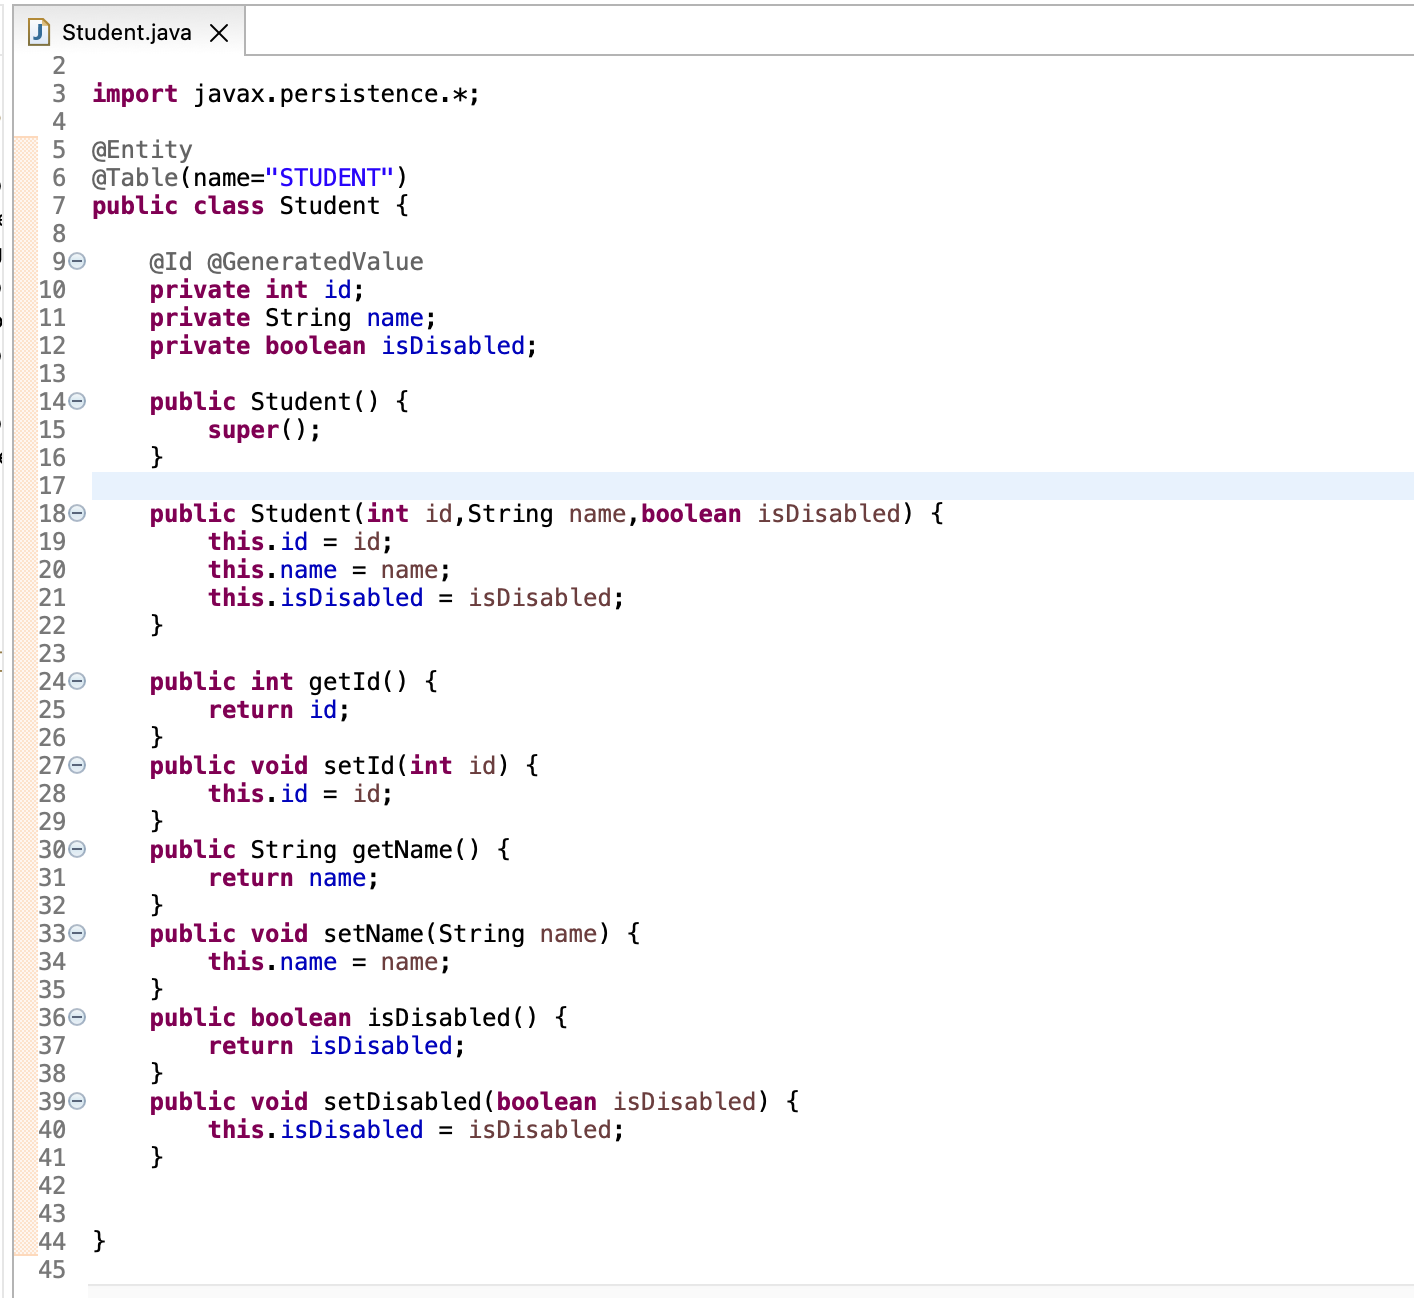 Student.java
2
3 import javax.persistence.*;
4
5 @Entity
6 @Table(name="STUDENT")
7 public class Student {
8
9 @Id @GeneratedValue
10 private int id;
11 private String name;
12 private boolean isDisabled;
13
14 public Student() {
15 super();
16 }
17
18 public Student(int id,String name,boolean isDisabled) {
19 this.id = id;
20 this.name = name;
21 this.isDisabled = isDisabled;
22 }
23
24 public int getId() {
25 return id;
26 }
27 public void setId(int id) {
28 this.id = id;
29 }
30 public String getName() {
31 return name;
32 }
33 public void setName(String name) {
34 this.name = name;
35 }
36 public boolean isDisabled() {
37 return isDisabled;
38 }
39 public void setDisabled(boolean isDisabled) {
40 this.isDisabled = isDisabled;
41 }
42
43
44 }
45